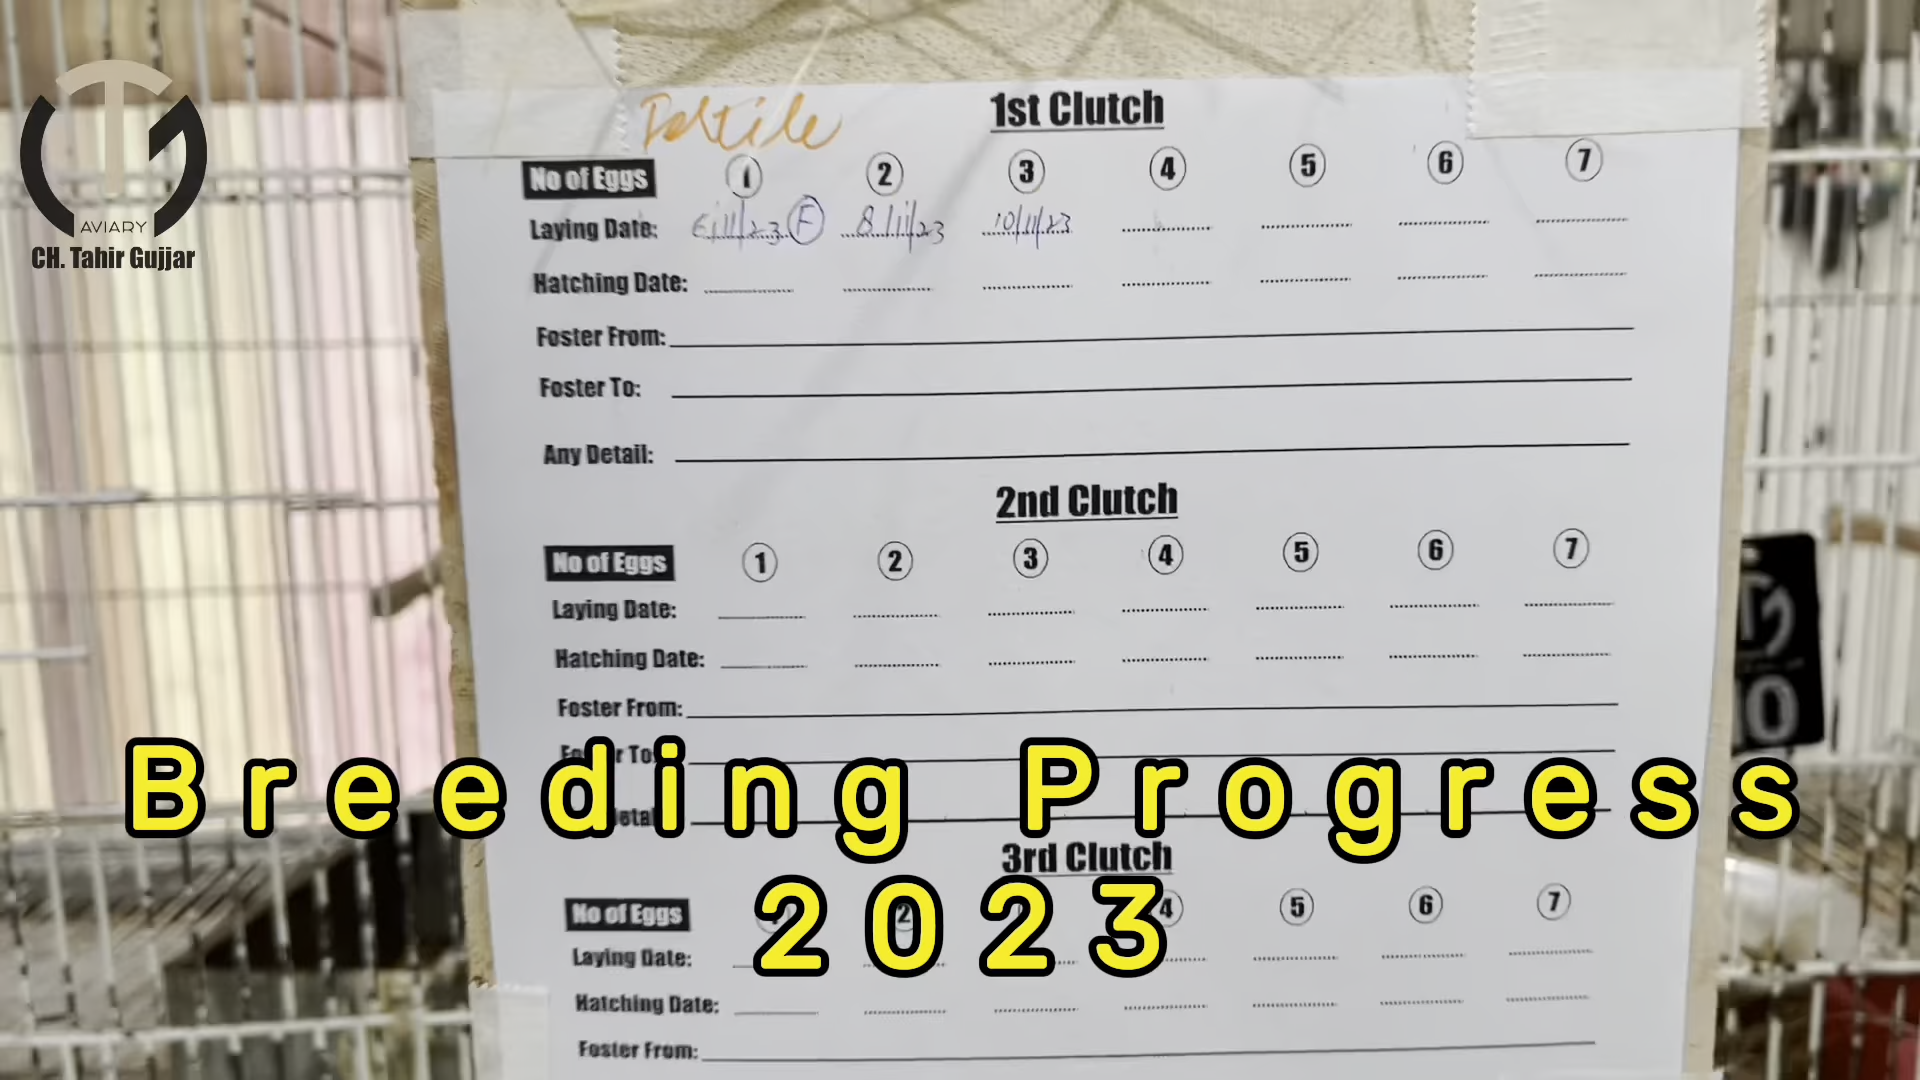 TG
AVIARY
CH. Tahir Gujjar
1st Clutch
No of Eggs 1 2 3 4 5 6 7
Laying Date: 6/11/23 F 8/11/23 10/11/23
Hatching Date:
Foster From:
Foster To:
Any Detail:
2nd Clutch
No of Eggs 1 2 3 4 5 6 7
Laying Date:
Hatching Date:
Foster From:
Breeding Progress
3rd Clutch
2023
No of Eggs 4 5 6 7
Laying Date:
Hatching Date:
Foster From: